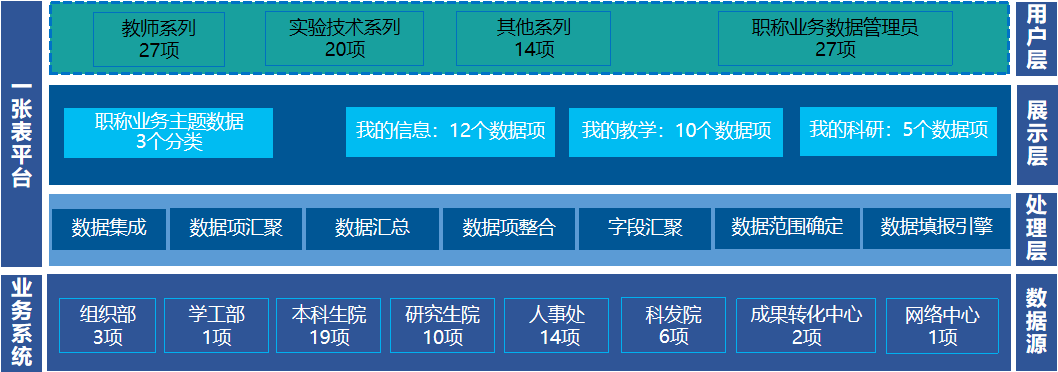 一张表平台
教师系列
27项
实验技术系列
20项
其他系列
14项
职称业务数据管理员
27项
用户层
职称业务主题数据
3个分类
我的信息：12个数据项
我的教学：10个数据项
我的科研：5个数据项
展示层
数据集成
数据项汇聚
数据汇总
数据项整合
字段汇聚
数据范围确定
数据填报引擎
处理层
业务系统
组织部
3项
学工部
1项
本科生院
19项
研究生院
10项
人事处
14项
科发院
6项
成果转化中心
2项
网络中心
1项
数据源